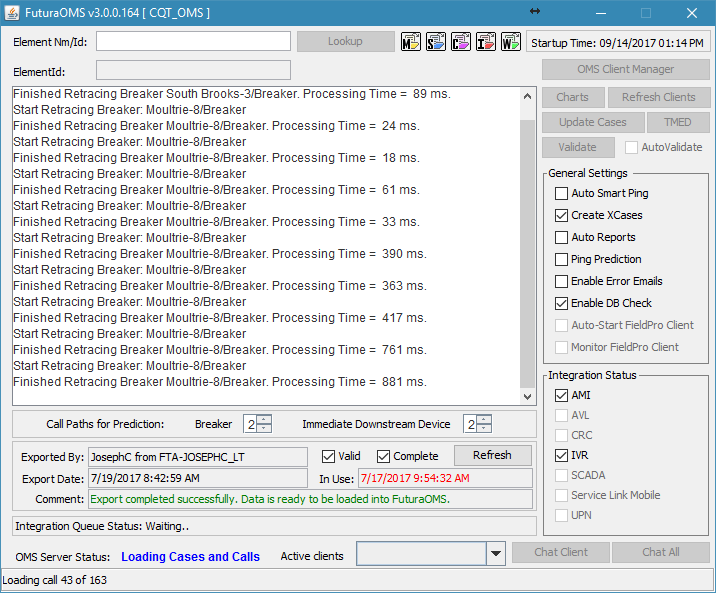 FuturaOMS v3.0.0.164 [ CQT_OMS ]
Element Nm/Id:
Lookup
M
S
C
I
W
Startup Time: 09/14/2017 01:14 PM
ElementId:
OMS Client Manager
Charts
Refresh Clients
Update Cases
TMED
Validate
AutoValidate
Finished Retracing Breaker South Brooks-3/Breaker. Processing Time = 89 ms.
Start Retracing Breaker: Moultrie-8/Breaker
Finished Retracing Breaker Moultrie-8/Breaker. Processing Time = 24 ms.
Start Retracing Breaker: Moultrie-8/Breaker
Finished Retracing Breaker Moultrie-8/Breaker. Processing Time = 18 ms.
Start Retracing Breaker: Moultrie-8/Breaker
Finished Retracing Breaker Moultrie-8/Breaker. Processing Time = 61 ms.
Start Retracing Breaker: Moultrie-8/Breaker
Finished Retracing Breaker Moultrie-8/Breaker. Processing Time = 33 ms.
Start Retracing Breaker: Moultrie-8/Breaker
Finished Retracing Breaker Moultrie-8/Breaker. Processing Time = 390 ms.
Start Retracing Breaker: Moultrie-8/Breaker
Finished Retracing Breaker Moultrie-8/Breaker. Processing Time = 363 ms.
Start Retracing Breaker: Moultrie-8/Breaker
Finished Retracing Breaker Moultrie-8/Breaker. Processing Time = 417 ms.
Start Retracing Breaker: Moultrie-8/Breaker
Finished Retracing Breaker Moultrie-8/Breaker. Processing Time = 761 ms.
Start Retracing Breaker: Moultrie-8/Breaker
Finished Retracing Breaker Moultrie-8/Breaker. Processing Time = 881 ms.
General Settings
Auto Smart Ping
Create XCases
Auto Reports
Ping Prediction
Enable Error Emails
Enable DB Check
Auto-Start FieldPro Client
Monitor FieldPro Client
Integration Status
AMI
AVL
CRC
IVR
SCADA
Service Link Mobile
UPN
Call Paths for Prediction: Breaker 2 Immediate Downstream Device 2
Exported By: JosephC from FTA-JOSEPHC_LT Valid Complete Refresh
Export Date: 7/19/2017 8:42:59 AM In Use: 7/17/2017 9:54:32 AM
Comment: Export completed successfully. Data is ready to be loaded into FuturaOMS.
Integration Queue Status: Waiting..
OMS Server Status: Loading Cases and Calls Active clients Chat Client Chat All
Loading call 43 of 163